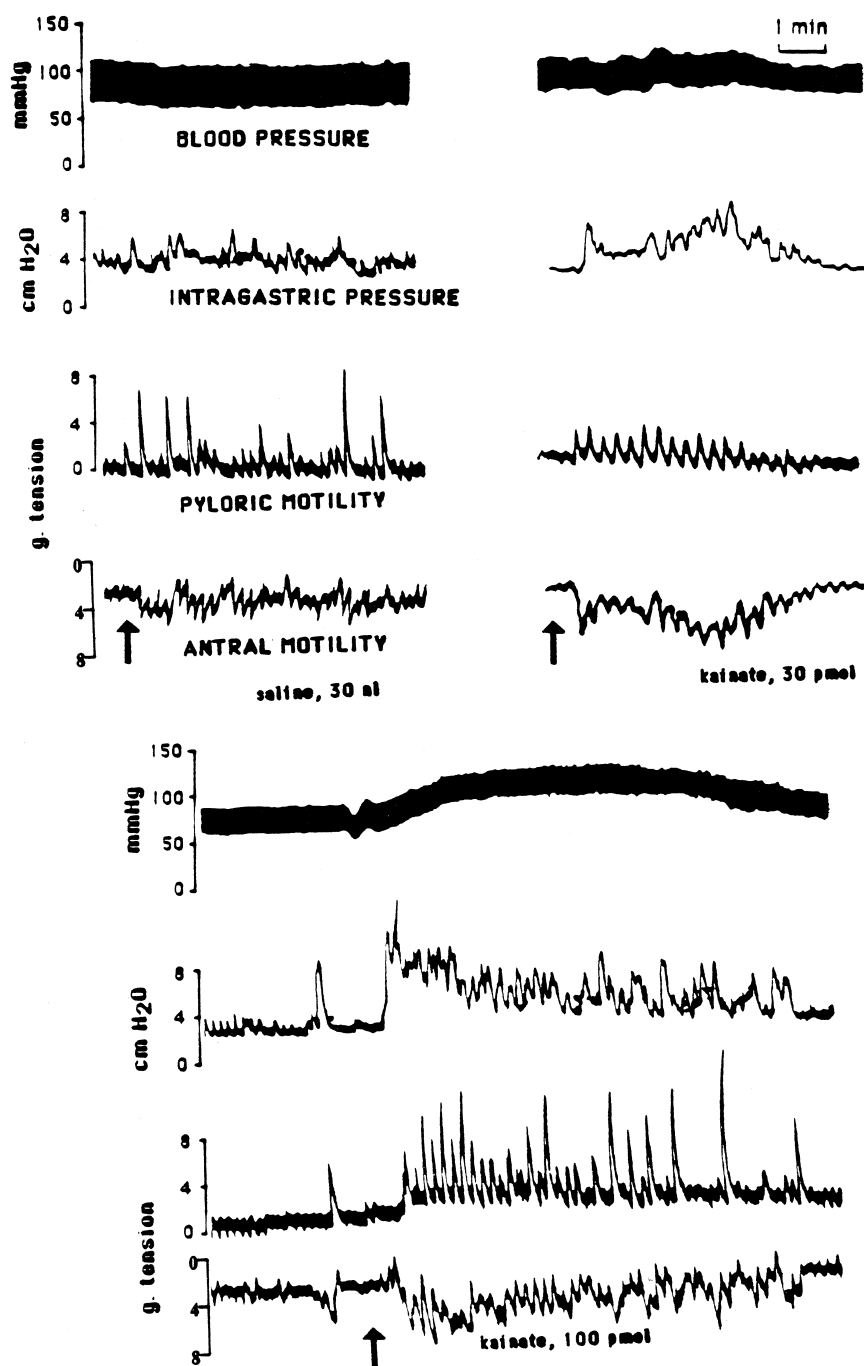 150
1 min
100
mmHg
50
0
BLOOD PRESSURE
8
4
cm H2O
0
INTRAGASTRIC PRESSURE
8
4
0
g. tension
PYLORIC MOTILITY
0
4
8
ANTRAL MOTILITY
saline, 30 nl
kainate, 30 pmol
150
100
mmHg
50
0
8
4
cm H2O
0
8
4
0
g. tension
0
4
8
kainate, 100 pmol